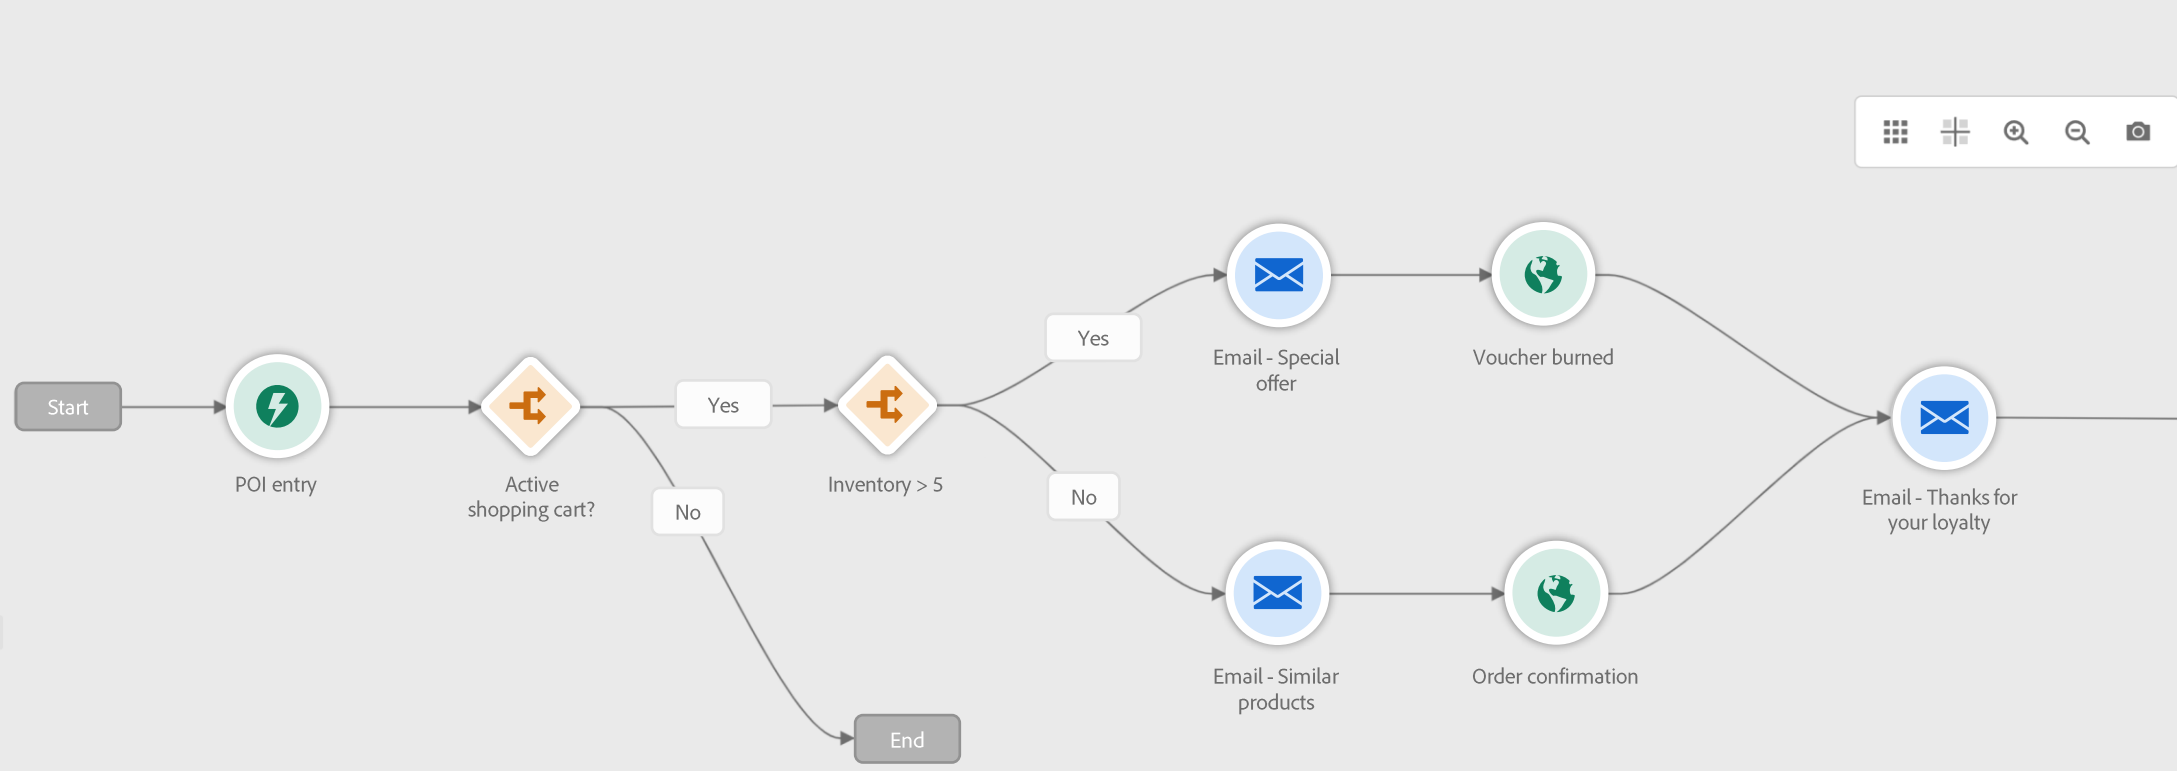 Start
POI entry
Active
shopping cart?
Yes
No
End
Inventory > 5
Yes
No
Email - Special
offer
Voucher burned
Email - Similar
products
Order confirmation
Email - Thanks for
your loyalty